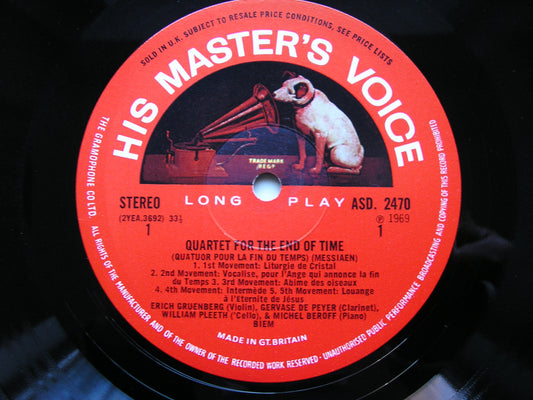 SOLD IN U.K. SUBJECT TO RESALE PRICE CONDITIONS, SEE PRICE LISTS
HIS MASTER'S VOICE
TRADE MARK
REGD
STEREO
LONG PLAY
ASD. 2470
(2YEA.3692) 33⅓
℗ 1969
1
1
QUARTET FOR THE END OF TIME
(QUATUOR POUR LA FIN DU TEMPS) (MESSIAEN)
1. 1st Movement: Liturgie de Cristal
2. 2nd Movement: Vocalise, pour l'Ange qui annonce la fin
du Temps 3. 3rd Movement: Abime des oiseaux
4. 4th Movement: Intermède 5. 5th Movement: Louange
à l'Eternite de Jésus
ERICH GRUENBERG (Violin), GERVASE DE PEYER (Clarinet),
WILLIAM PLEETH ('Cello), & MICHEL BEROFF (Piano)
BIEM
MADE IN GT. BRITAIN
THE GRAMOPHONE CO. LTD. ALL RIGHTS OF THE MANUFACTURER AND OF THE OWNER OF THE RECORDED WORK RESERVED · UNAUTHORISED PUBLIC PERFORMANCE BROADCASTING AND COPYING OF THIS RECORD PROHIBITED